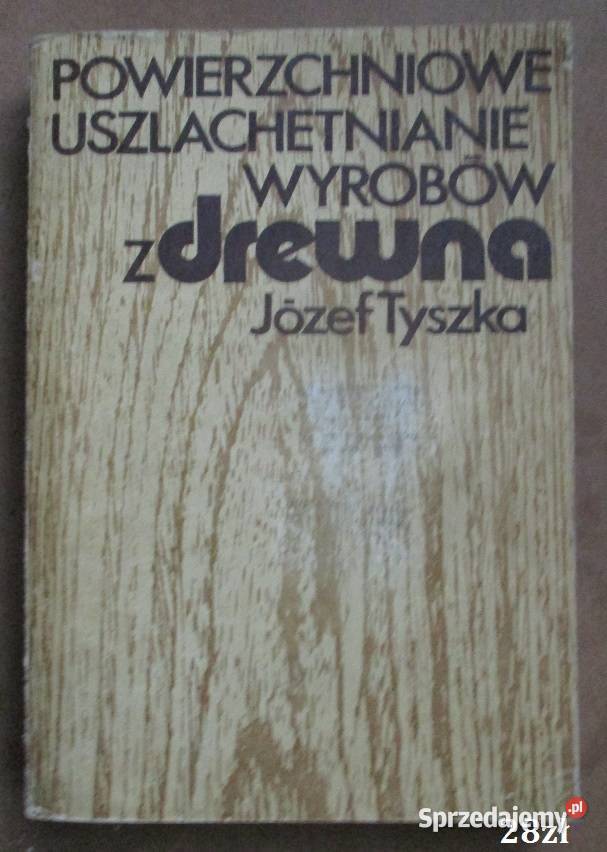 POWIERZCHNIOWE
USZLACHETNIANIE
WYROBÓW
z drewna
Józef Tyszka
Sprzedajemy.pl
28zł